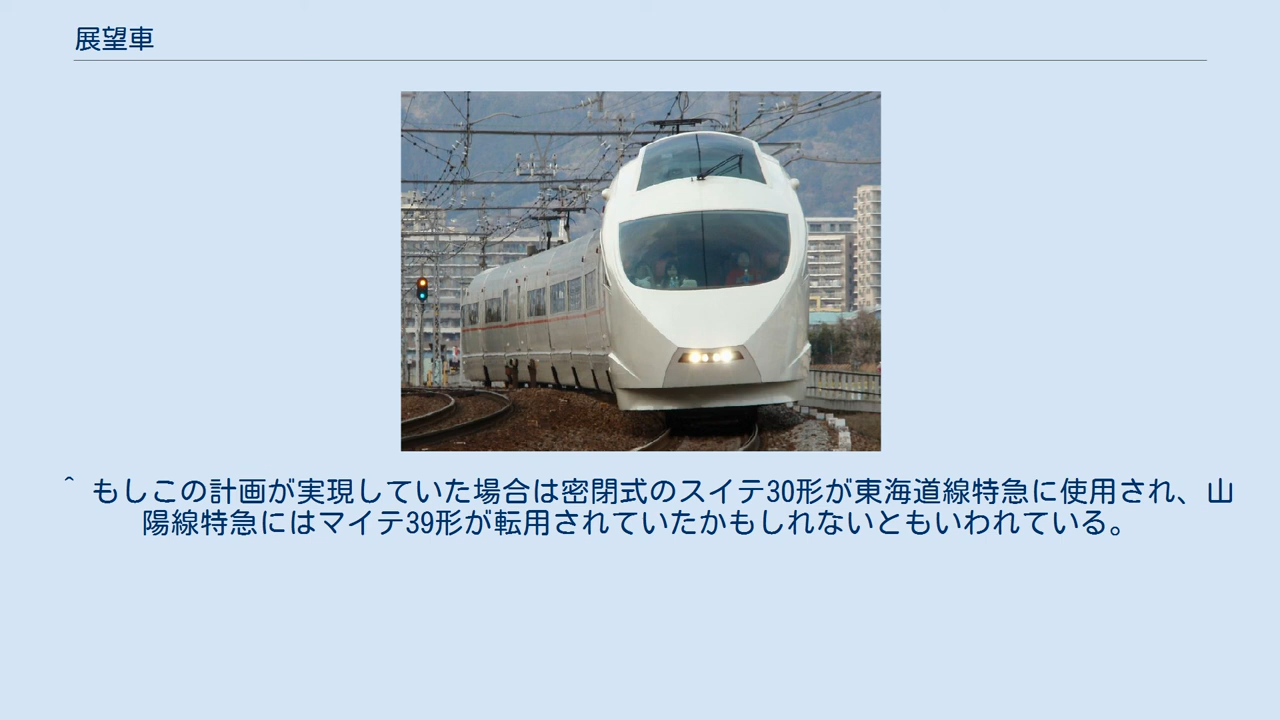 展望車
^ もしこの計画が実現していた場合は密閉式のスイテ30形が東海道線特急に使用され、山
陽線特急にはマイテ39形が転用されていたかもしれないともいわれている。